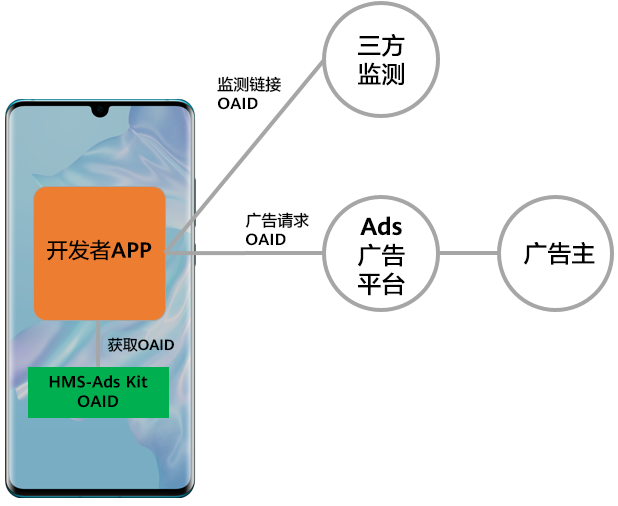 三方
监测
监测链接
OAID
广告请求
OAID
Ads
广告
平台
广告主
开发者APP
获取OAID
HMS-Ads Kit
OAID